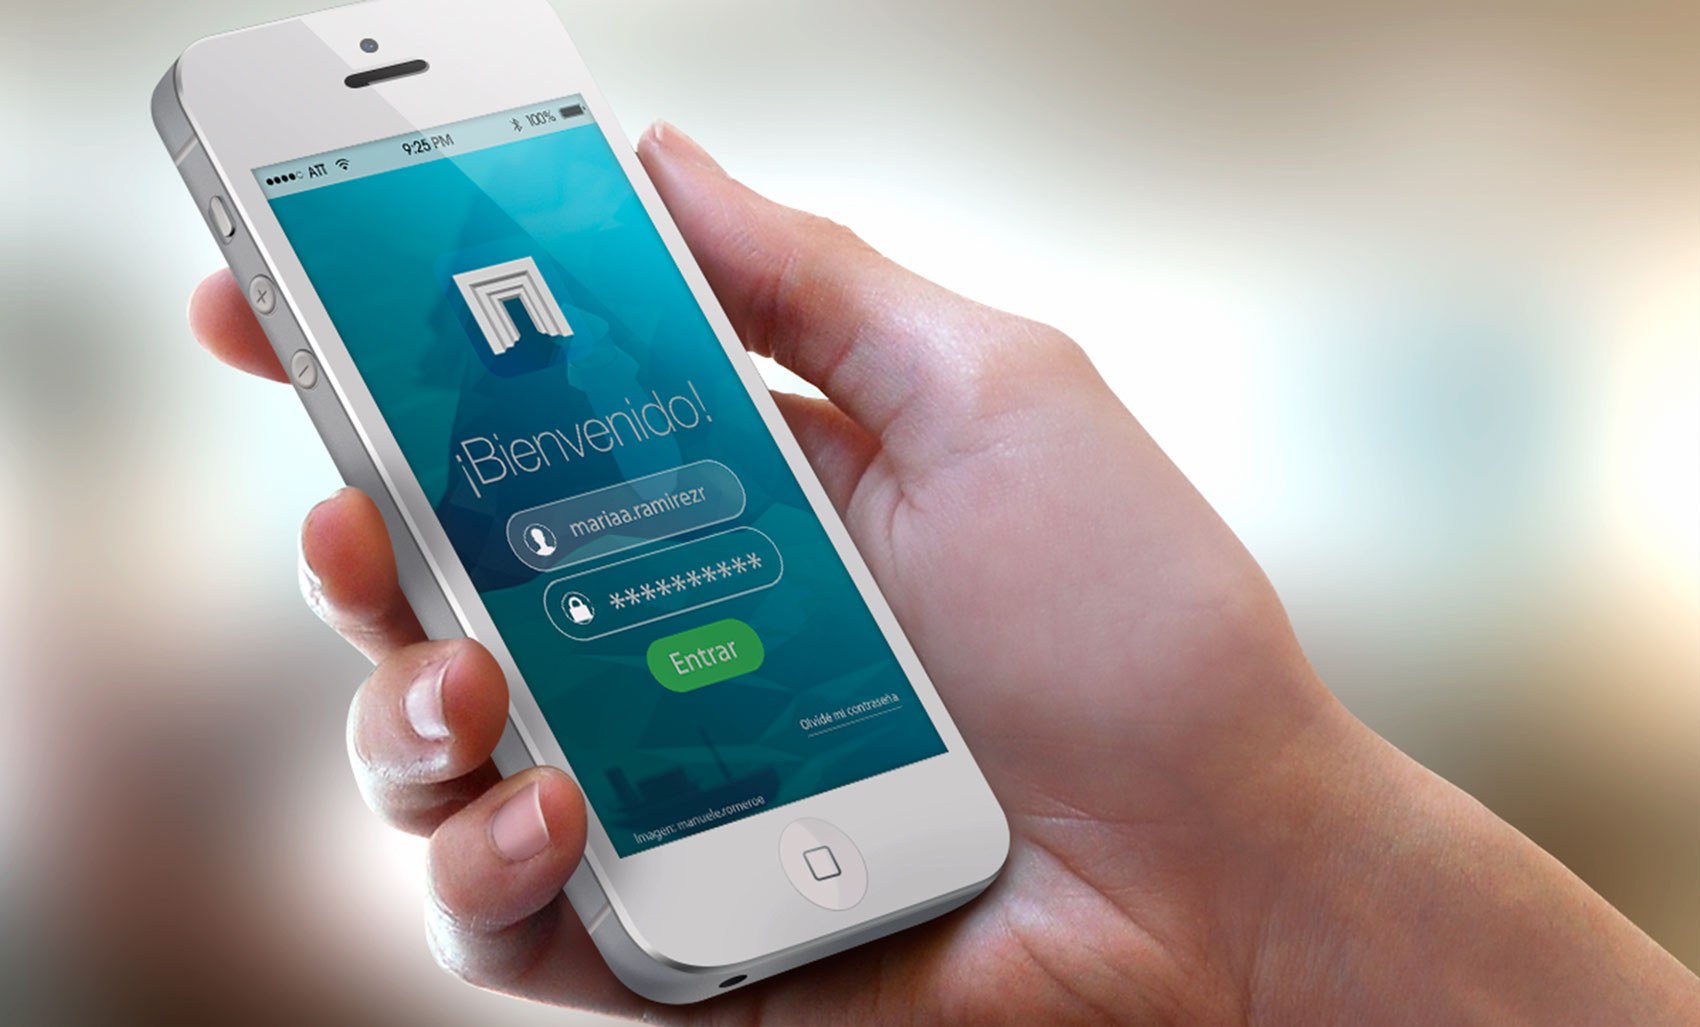 ●●●●○ ATT 9:25 PM 100%
¡Bienvenido!
mariaa.ramirezr
**********
Entrar
Olvidé mi contraseña
Imagen: manuele.romeroe